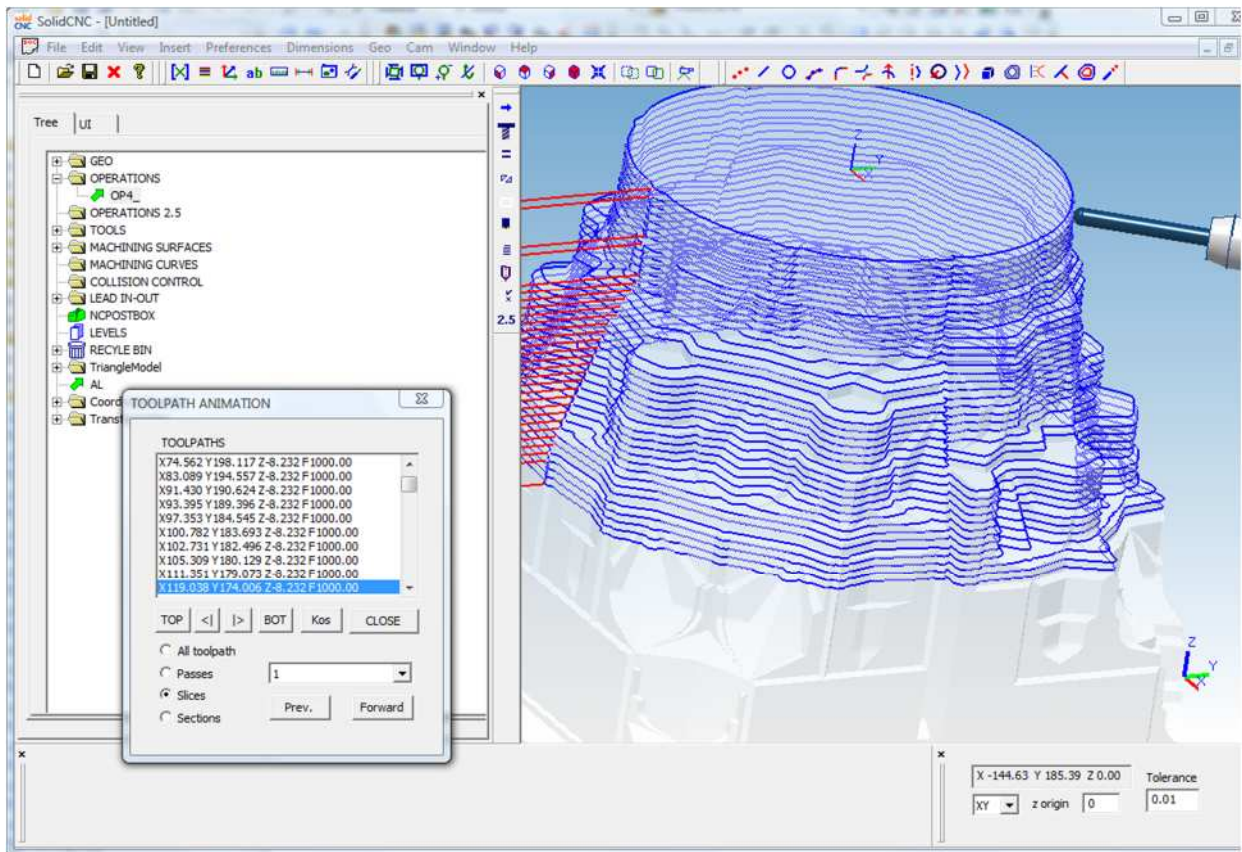 SolidCNC - [Untitled]
File Edit View Insert Preferences Dimensions Geo Cam Window Help
ab
Tree UI
GEO
OPERATIONS
OP4_
OPERATIONS 2.5
TOOLS
MACHINING SURFACES
MACHINING CURVES
COLLISION CONTROL
LEAD IN-OUT
NCPOSTBOX
LEVELS
RECYLE BIN
TriangleModel
AL
Coord
Transf
2.5
TOOLPATH ANIMATION
TOOLPATHS
X74.562 Y198.117 Z-8.232 F1000.00
X83.089 Y194.557 Z-8.232 F1000.00
X91.430 Y190.624 Z-8.232 F1000.00
X93.395 Y189.396 Z-8.232 F1000.00
X97.353 Y184.545 Z-8.232 F1000.00
X100.782 Y183.693 Z-8.232 F1000.00
X102.731 Y182.496 Z-8.232 F1000.00
X105.309 Y180.129 Z-8.232 F1000.00
X111.351 Y179.073 Z-8.232 F1000.00
X119.038 Y174.006 Z-8.232 F1000.00
TOP <| |> BOT Kos CLOSE
All toolpath
Passes 1
Slices
Sections
Prev. Forward
Z
Y
X
Z
Y
X
X -144.63 Y 185.39 Z 0.00
Tolerance
XY z origin 0 0.01